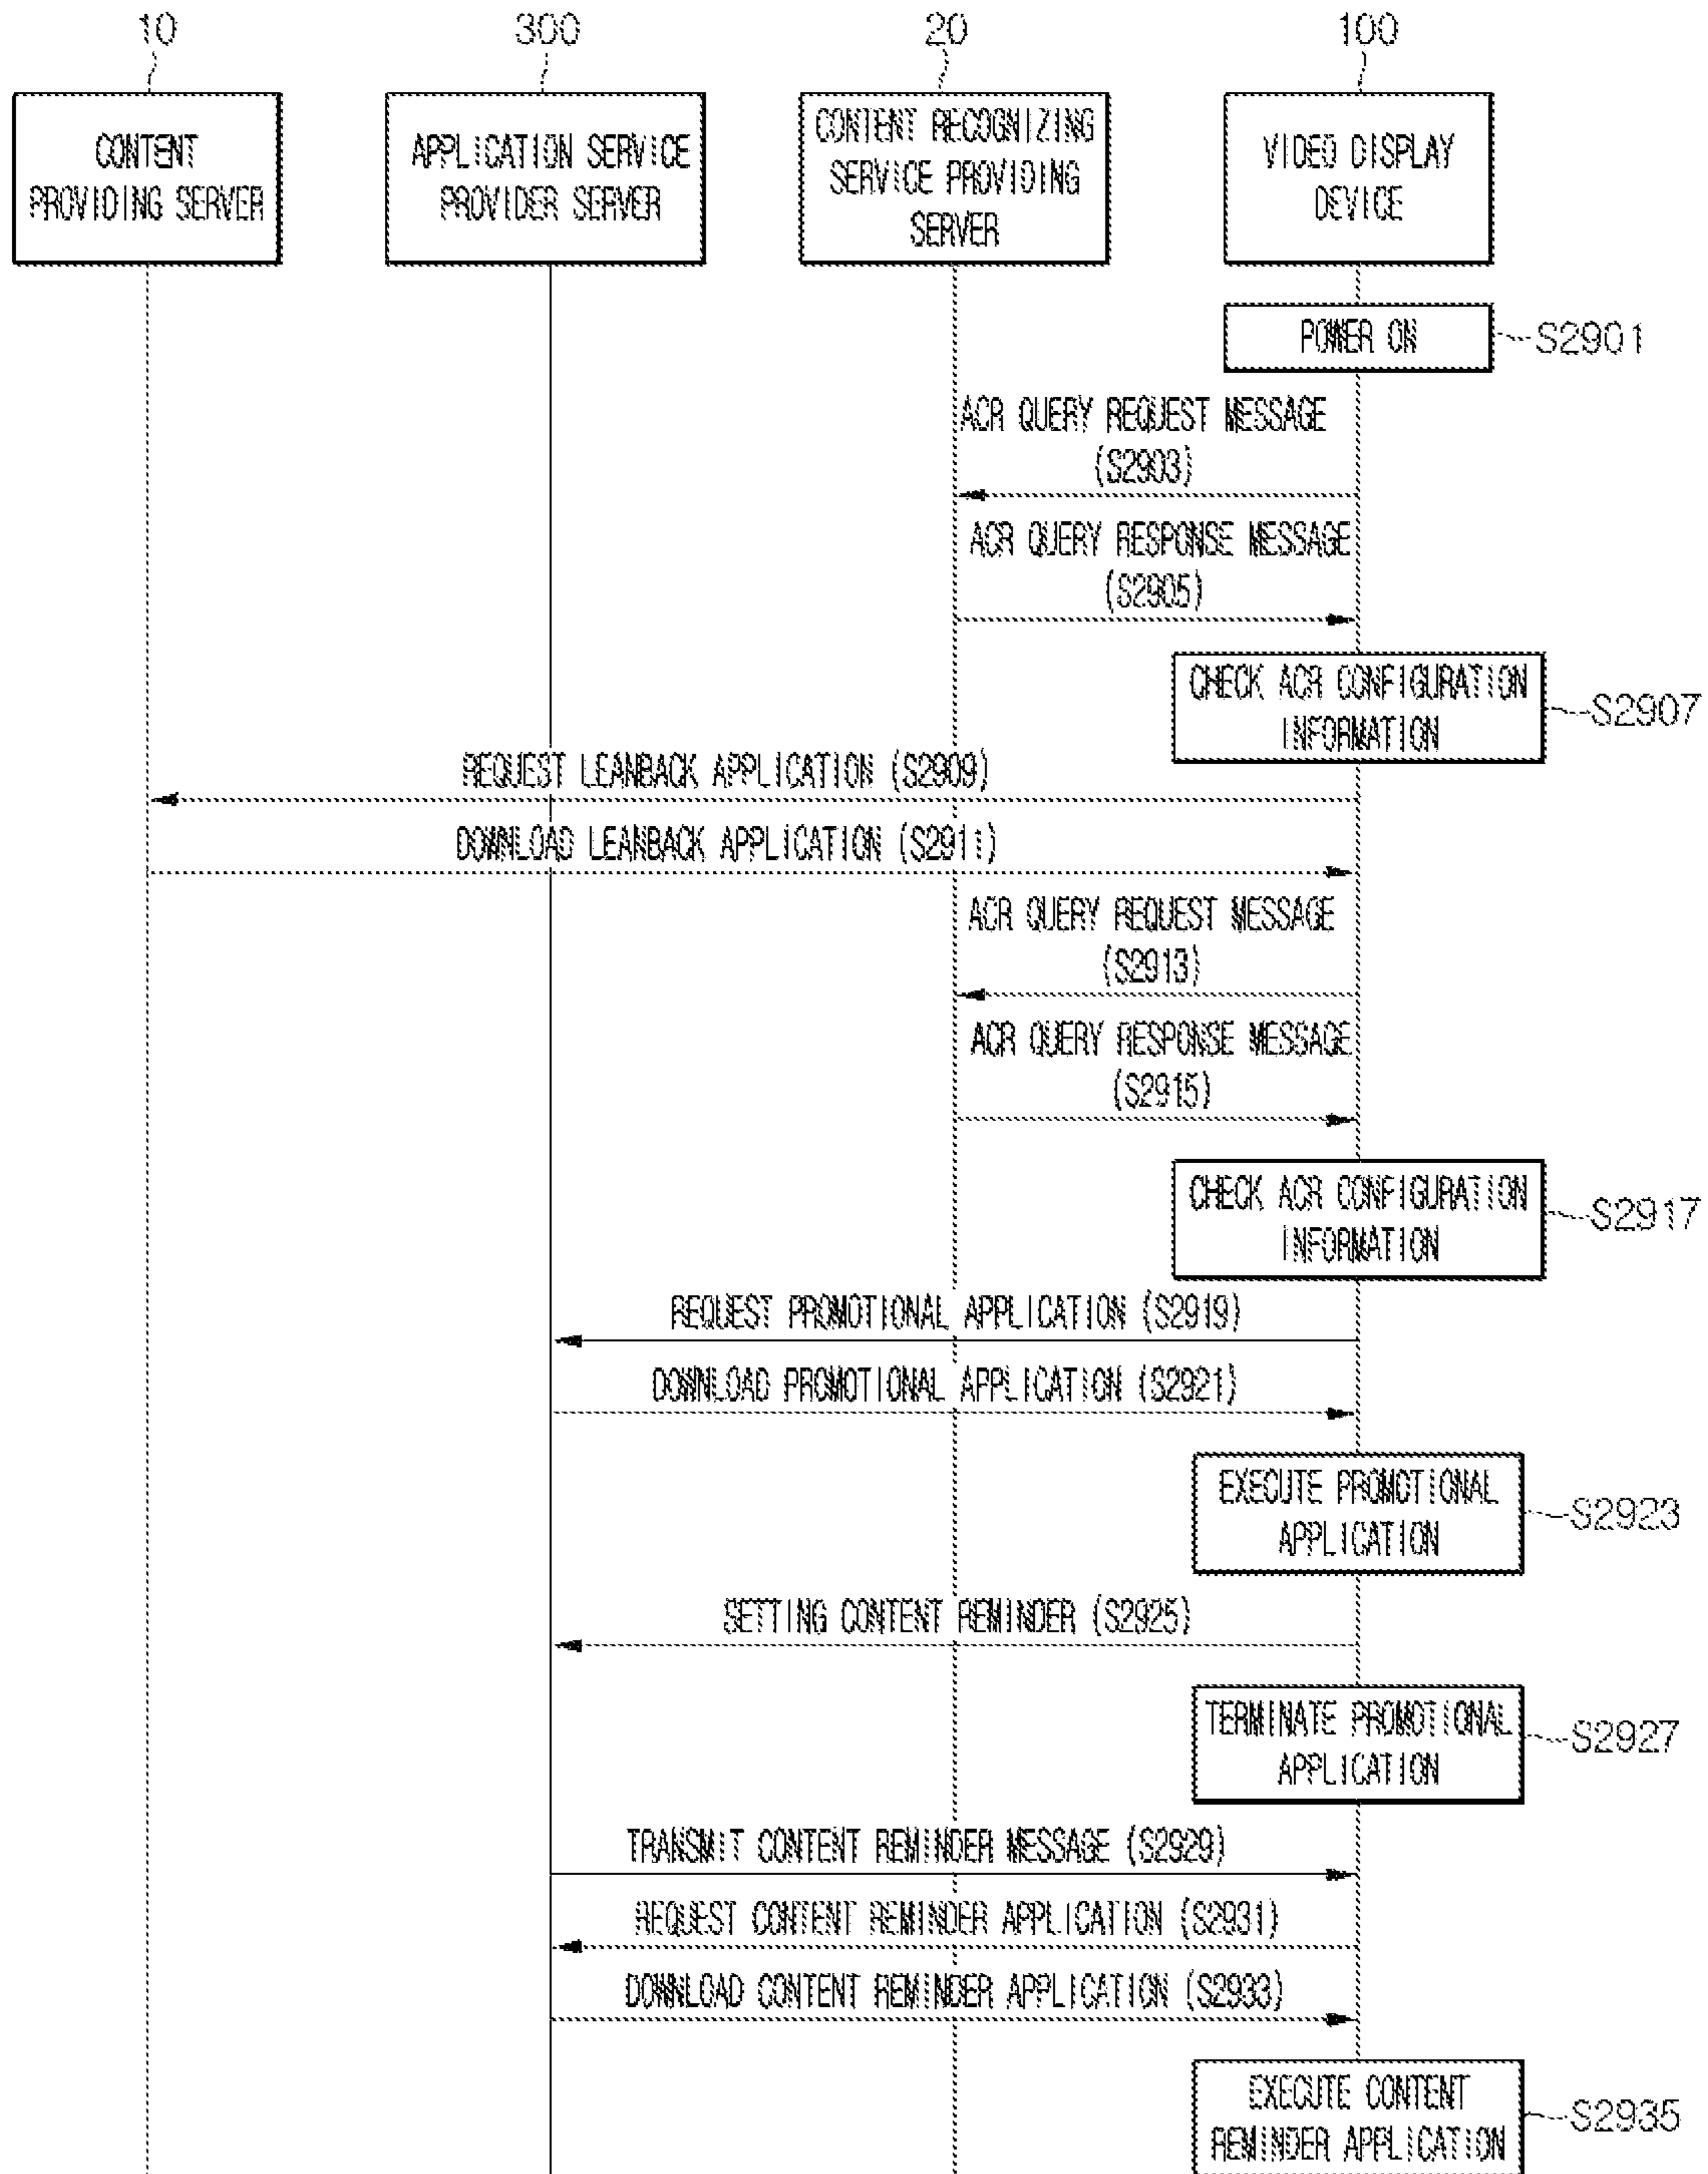 10
300
20
100
CONTENT
PROVIDING SERVER
APPLICATION SERVICE
PROVIDER SERVER
CONTENT RECOGNIZING
SERVICE PROVIDING
SERVER
VIDEO DISPLAY
DEVICE
POWER ON
S2901
ACR QUERY REQUEST MESSAGE
(S2903)
ACR QUERY RESPONSE MESSAGE
(S2905)
CHECK ACR CONFIGURATION
INFORMATION
S2907
REQUEST LEANBACK APPLICATION (S2909)
DOWNLOAD LEANBACK APPLICATION (S2911)
ACR QUERY REQUEST MESSAGE
(S2913)
ACR QUERY RESPONSE MESSAGE
(S2915)
CHECK ACR CONFIGURATION
INFORMATION
S2917
REQUEST PROMOTIONAL APPLICATION (S2919)
DOWNLOAD PROMOTIONAL APPLICATION (S2921)
EXECUTE PROMOTIONAL
APPLICATION
S2923
SETTING CONTENT REMINDER (S2925)
TERMINATE PROMOTIONAL
APPLICATION
S2927
TRANSMIT CONTENT REMINDER MESSAGE (S2929)
REQUEST CONTENT REMINDER APPLICATION (S2931)
DOWNLOAD CONTENT REMINDER APPLICATION (S2933)
EXECUTE CONTENT
REMINDER APPLICATION
S2935